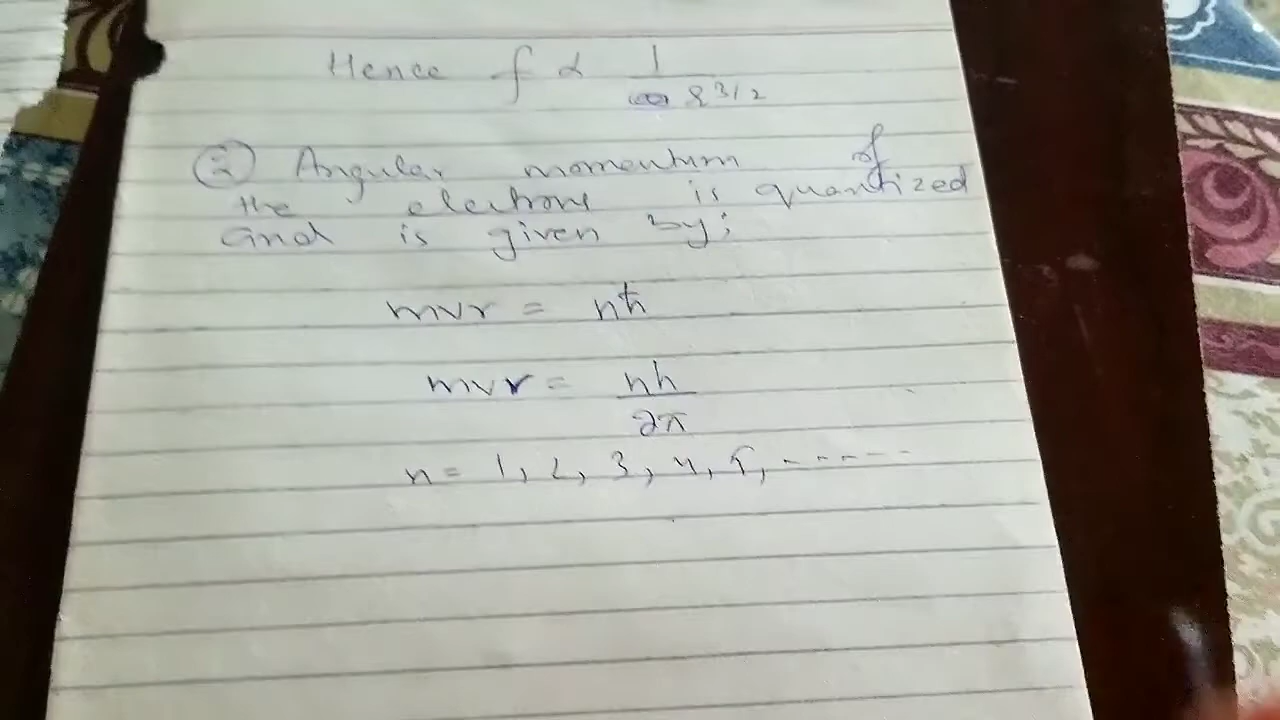 Hence f ∝ 1 / r^3/2
② Angular momentum of
the electrons is quantized
and is given by;
mvr = nħ
mvr = nh / 2π
n = 1, 2, 3, 4, 5, ------